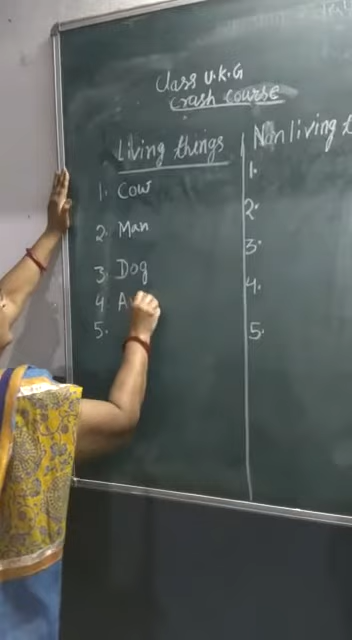 Class U.K.G
Crash course
Living things
1. Cow
2. Man
3. Dog
4. A
5.
Non living
1.
2.
3.
4.
5.